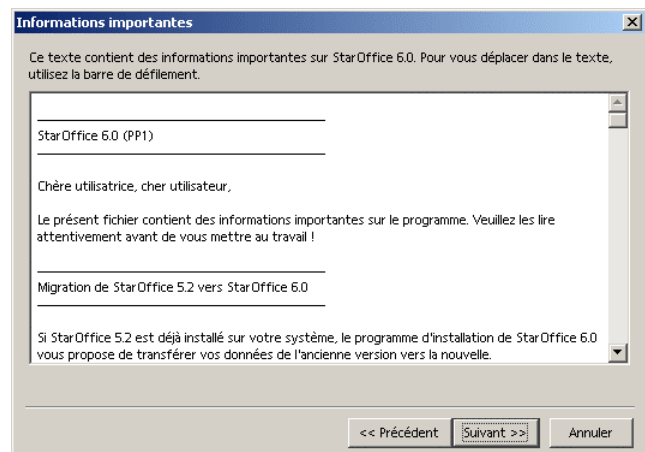 Informations importantes
Ce texte contient des informations importantes sur StarOffice 6.0. Pour vous déplacer dans le texte,
utilisez la barre de défilement.
StarOffice 6.0 (PP1)
Chère utilisatrice, cher utilisateur,
Le présent fichier contient des informations importantes sur le programme. Veuillez les lire
attentivement avant de vous mettre au travail !
Migration de StarOffice 5.2 vers StarOffice 6.0
Si StarOffice 5.2 est déjà installé sur votre système, le programme d'installation de StarOffice 6.0
vous propose de transférer vos données de l'ancienne version vers la nouvelle.
<< Précédent Suivant >> Annuler